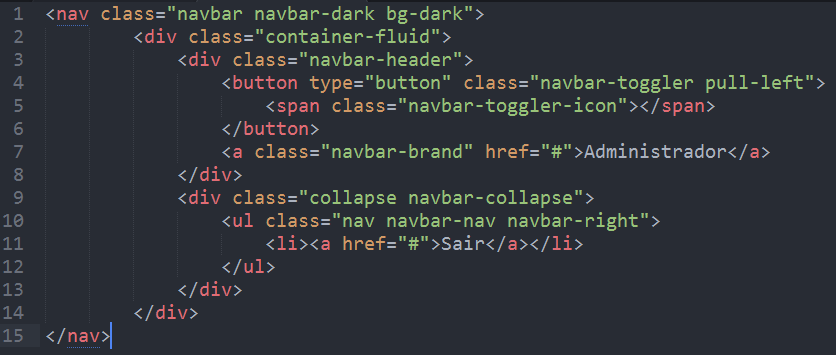 1 <nav class="navbar navbar-dark bg-dark">
2 <div class="container-fluid">
3 <div class="navbar-header">
4 <button type="button" class="navbar-toggler pull-left">
5 <span class="navbar-toggler-icon"></span>
6 </button>
7 <a class="navbar-brand" href="#">Administrador</a>
8 </div>
9 <div class="collapse navbar-collapse">
10 <ul class="nav navbar-nav navbar-right">
11 <li><a href="#">Sair</a></li>
12 </ul>
13 </div>
14 </div>
15 </nav>